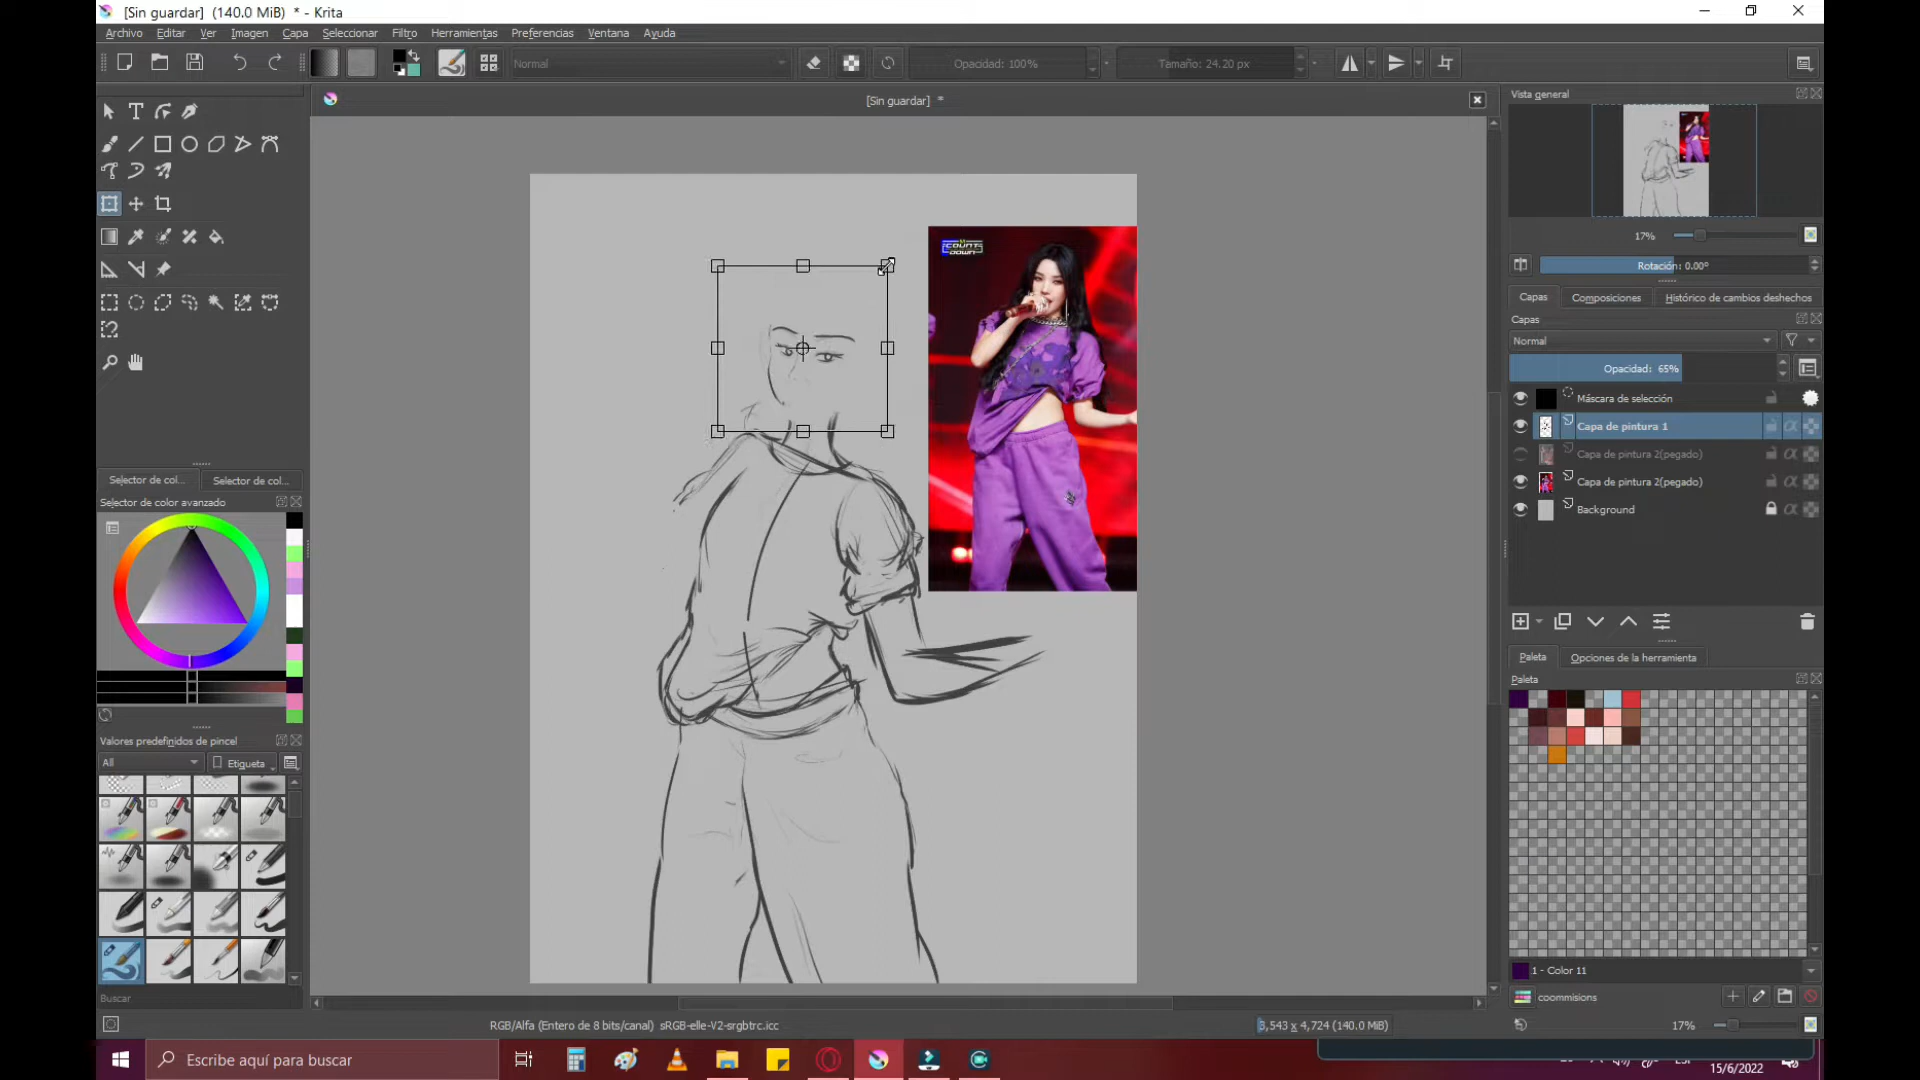 [Sin guardar] (140.0 MiB) * - Krita
Archivo Editar Ver Imagen Capa Seleccionar Filtro Herramientas Preferencias Ventana Ayuda
Normal
Opacidad: 100%
Tamaño: 24.20 px
[Sin guardar] *
Vista general
17%
Rotación: 0.00°
Capas Composiciones Histórico de cambios deshechos
Capas
Normal
Opacidad: 65%
Máscara de selección
Capa de pintura 1
Capa de pintura 2(pegado)
Capa de pintura 2(pegado)
Background
Selector de col... Selector de col...
Selector de color avanzado
Valores predefinidos de pincel
All
Etiqueta
Buscar
COUNT
DOWN
Paleta Opciones de la herramienta
Paleta
1 - Color 11
coommisions
RGB/Alfa (Entero de 8 bits/canal) sRGB-elle-V2-srgbtrc.icc
3,543 x 4,724 (140.0 MiB)
17%
Escribe aquí para buscar
15/6/2022